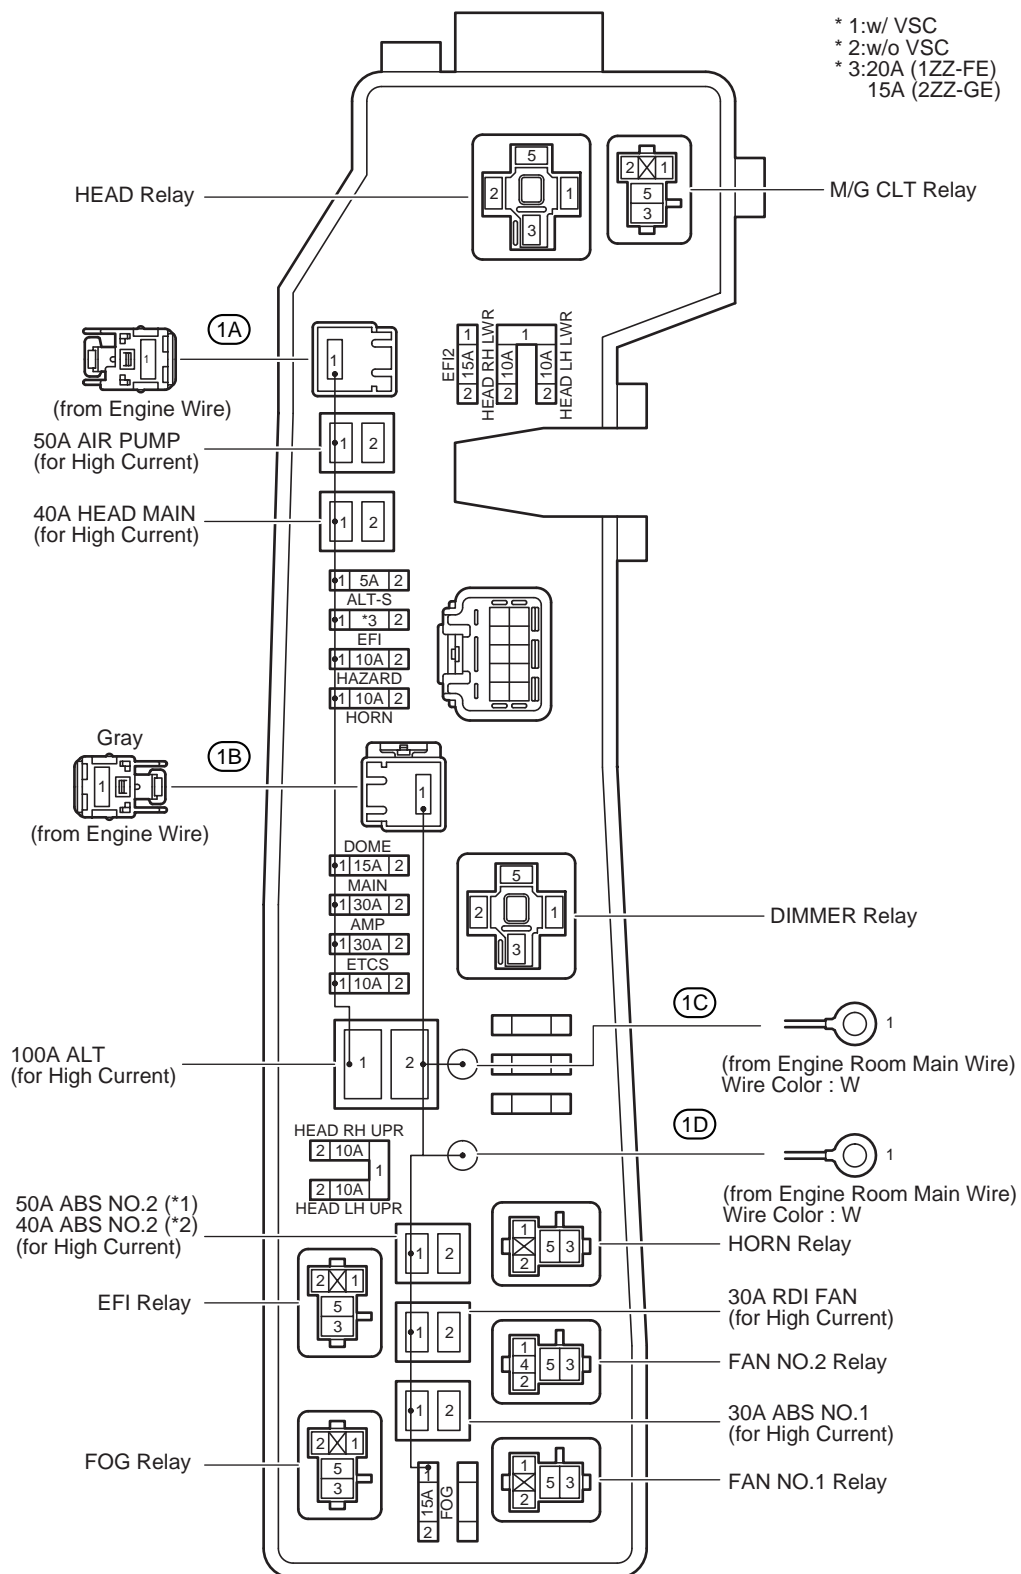 * 1:w/ VSC
* 2:w/o VSC
* 3:20A (1ZZ-FE)
15A (2ZZ-GE)
HEAD Relay
5
2
1
3
2
1
5
3
M/G CLT Relay
1A
1
(from Engine Wire)
1
EFI2
1
15A
2
HEAD RH LWR
1
10A
2
10A
2
HEAD LH LWR
50A AIR PUMP
(for High Current)
1
2
40A HEAD MAIN
(for High Current)
1
2
1 5A 2
ALT-S
1 *3 2
EFI
1 10A 2
HAZARD
1 10A 2
HORN
Gray
1B
1
(from Engine Wire)
1
DOME
1 15A 2
MAIN
1 30A 2
AMP
1 30A 2
ETCS
1 10A 2
5
2
1
3
DIMMER Relay
100A ALT
(for High Current)
1
2
1C
1
(from Engine Room Main Wire)
Wire Color : W
HEAD RH UPR
2 10A
1
2 10A
HEAD LH UPR
1D
1
(from Engine Room Main Wire)
Wire Color : W
50A ABS NO.2 (*1)
40A ABS NO.2 (*2)
(for High Current)
1
2
1
2
5 3
HORN Relay
EFI Relay
2
1
5
3
1
2
30A RDI FAN
(for High Current)
1
4
2
5 3
FAN NO.2 Relay
1
2
30A ABS NO.1
(for High Current)
FOG Relay
2
1
5
3
1
15A
2
FOG
1
2
5 3
FAN NO.1 Relay